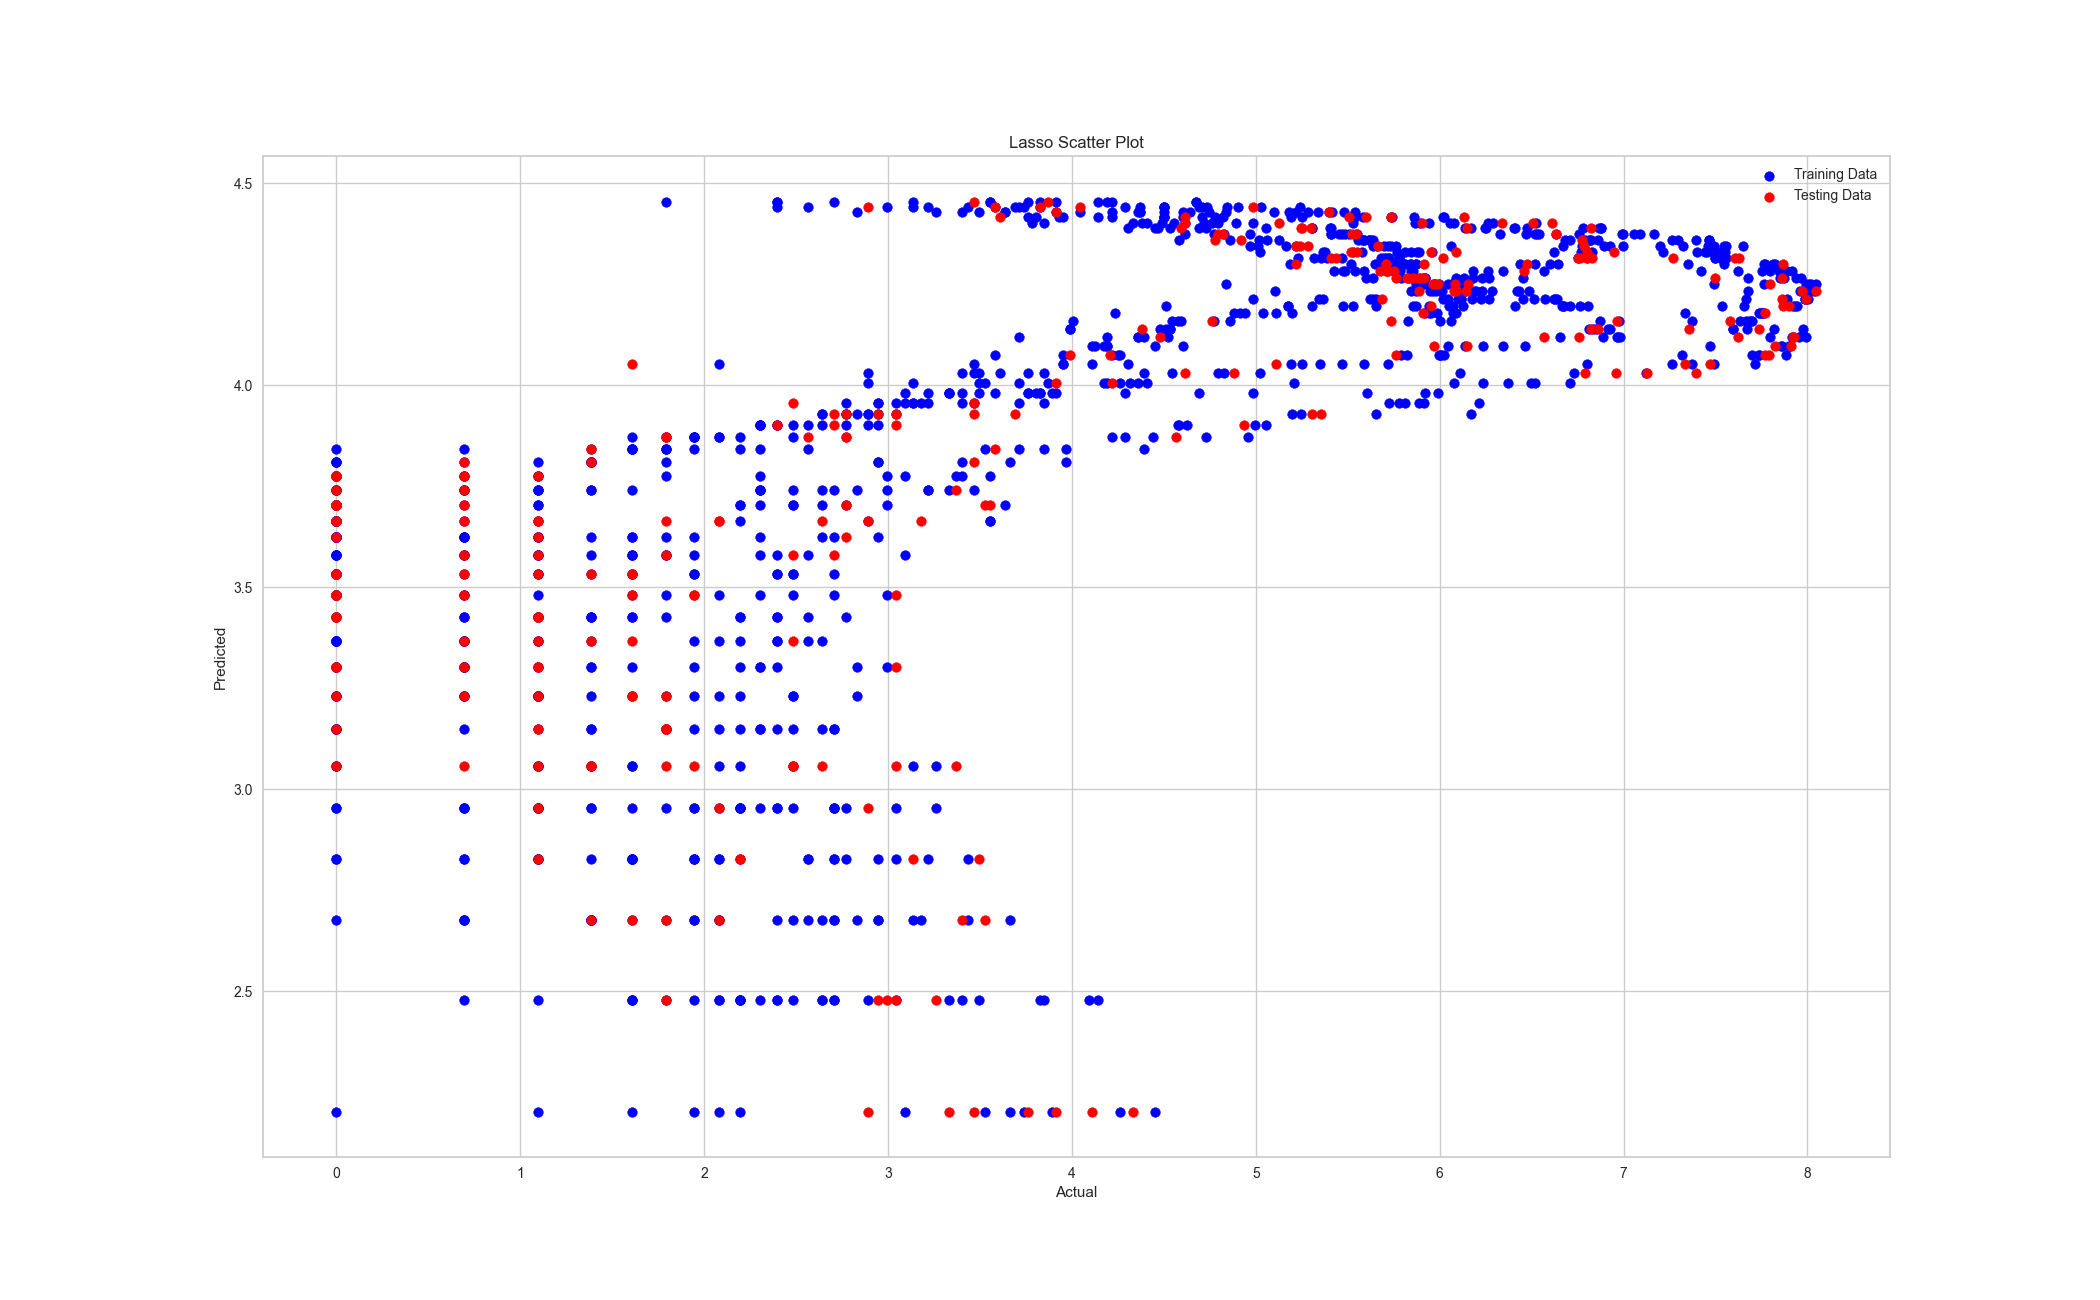 Lasso Scatter Plot
Training Data
Testing Data
4.5
4.0
3.5
3.0
2.5
Predicted
0 1 2 3 4 5 6 7 8
Actual